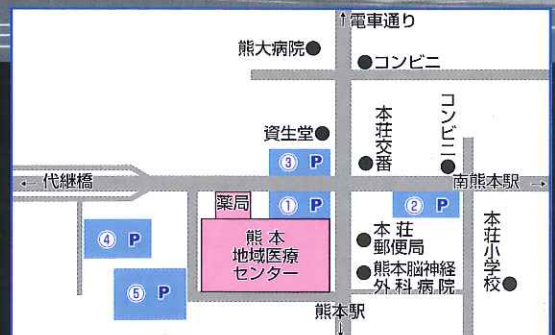 ↑電車通り
熊大病院●
●コンビニ
資生堂●
本荘交番
コンビニ
③ P
← 代継橋
南熊本駅→
薬局
① P
② P
④ P
熊本
地域医療
センター
本荘
郵便局
本荘小学校
⑤ P
熊本脳神経
外科病院
熊本駅
↓